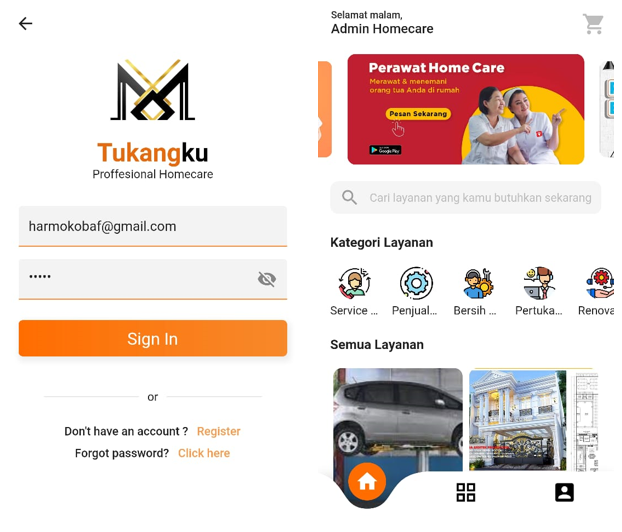 Tukangku
Proffesional Homecare
harmokobaf@gmail.com
•••••
Sign In
or
Don't have an account ? Register
Forgot password? Click here
Selamat malam,
Admin Homecare
Perawat Home Care
Merawat & menemani
orang tua Anda di rumah
Pesan Sekarang
Google Play
Cari layanan yang kamu butuhkan sekarang
Kategori Layanan
Service ... Penjual... Bersih ... Pertuka... Renova
Semua Layanan